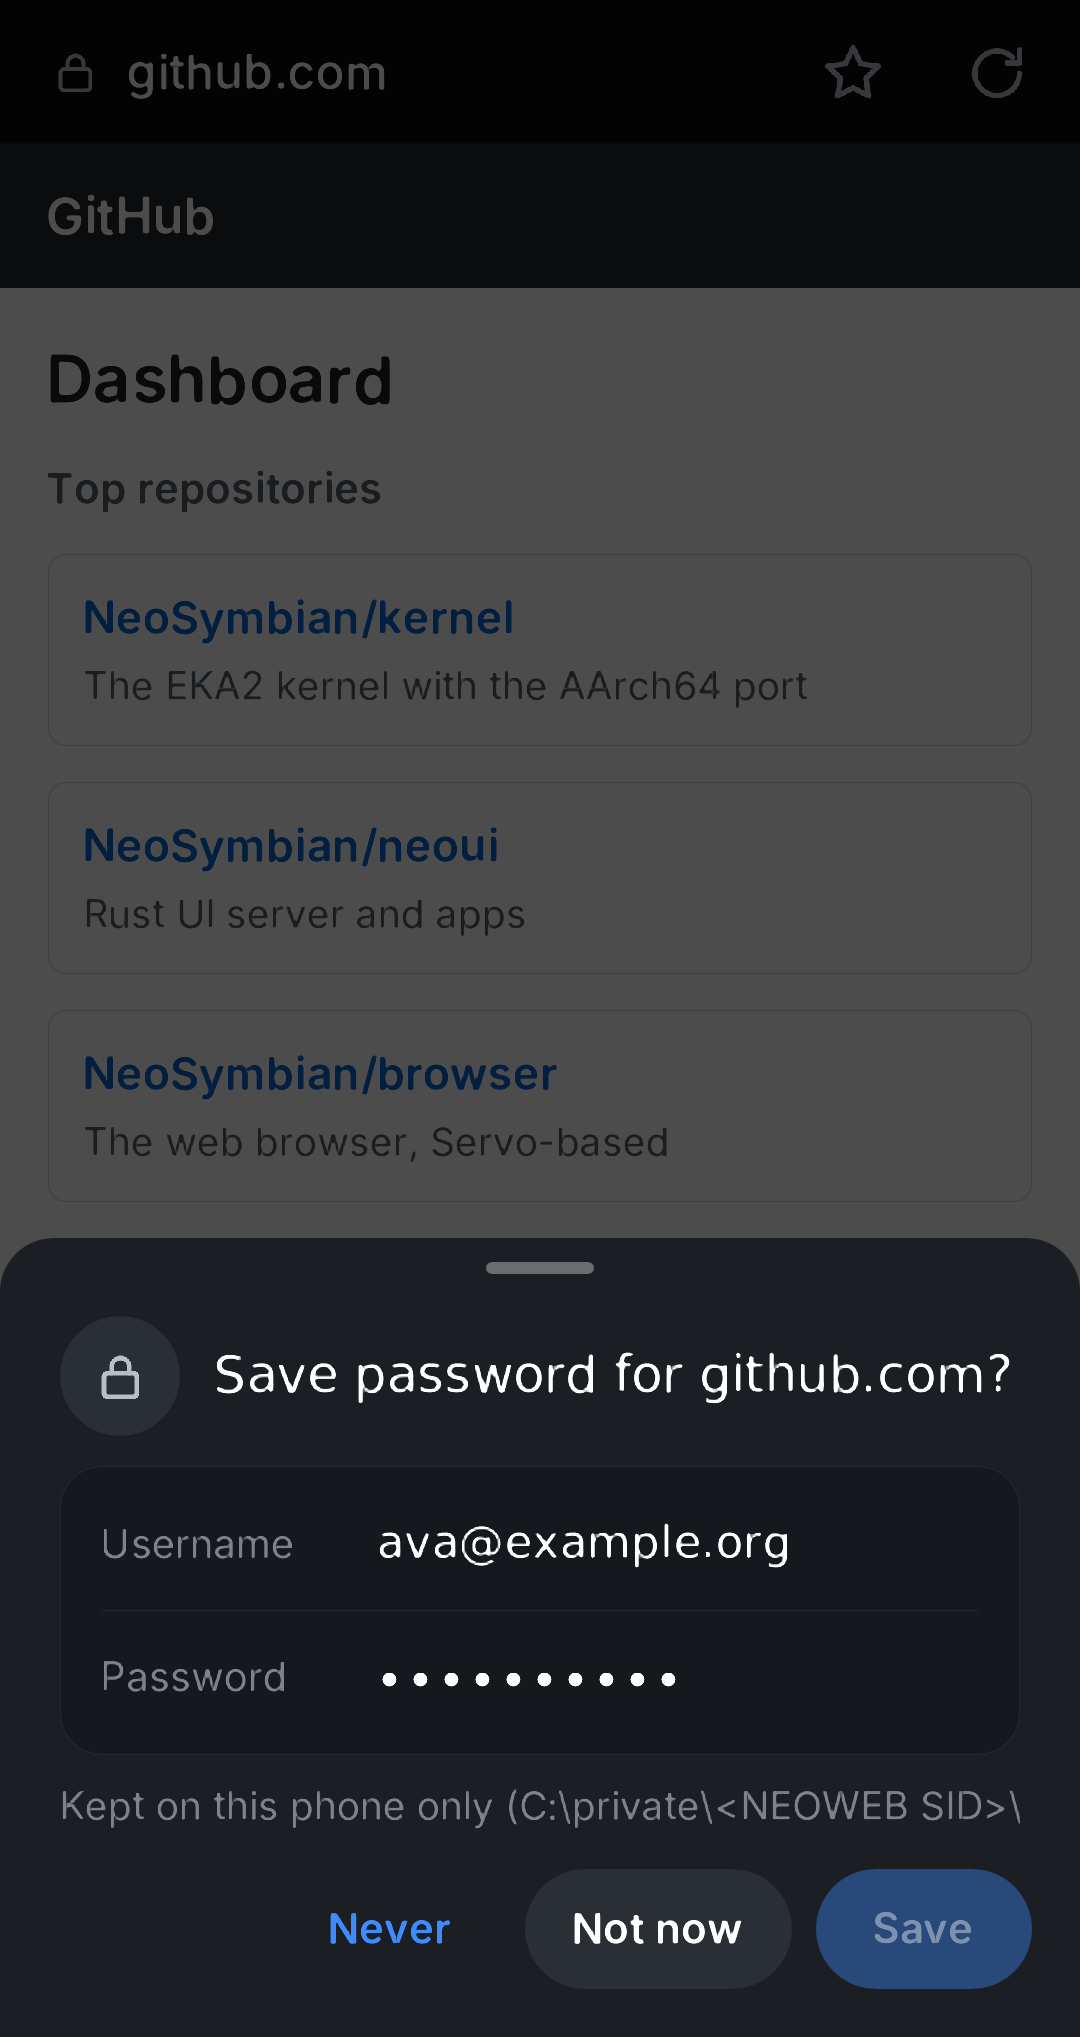 github.com
GitHub
Dashboard
Top repositories
NeoSymbian/kernel
The EKA2 kernel with the AArch64 port
NeoSymbian/neoui
Rust UI server and apps
NeoSymbian/browser
The web browser, Servo-based
Save password for github.com?
Username ava@example.org
Password ••••••••••
Kept on this phone only (C:\private\<NEOWEB SID>\
Never Not now Save